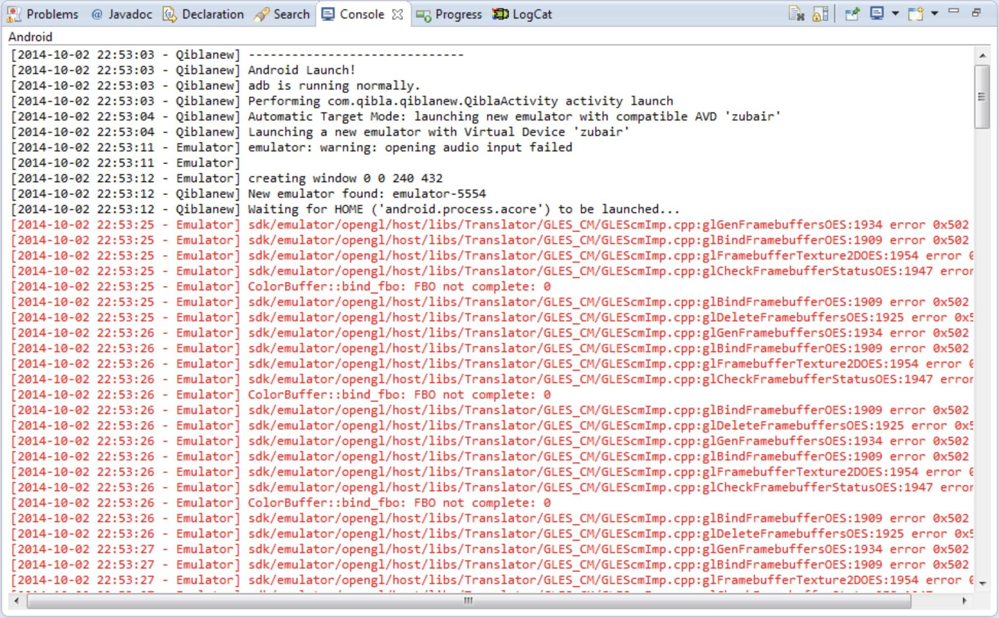 Problems @ Javadoc Declaration Search Console Progress LogCat
Android
[2014-10-02 22:53:03 - Qiblanew] ------------------------------
[2014-10-02 22:53:03 - Qiblanew] Android Launch!
[2014-10-02 22:53:03 - Qiblanew] adb is running normally.
[2014-10-02 22:53:03 - Qiblanew] Performing com.qibla.qiblanew.QiblaActivity activity launch
[2014-10-02 22:53:04 - Qiblanew] Automatic Target Mode: launching new emulator with compatible AVD 'zubair'
[2014-10-02 22:53:04 - Qiblanew] Launching a new emulator with Virtual Device 'zubair'
[2014-10-02 22:53:11 - Emulator] emulator: warning: opening audio input failed
[2014-10-02 22:53:11 - Emulator]
[2014-10-02 22:53:12 - Emulator] creating window 0 0 240 432
[2014-10-02 22:53:12 - Qiblanew] New emulator found: emulator-5554
[2014-10-02 22:53:12 - Qiblanew] Waiting for HOME ('android.process.acore') to be launched...
[2014-10-02 22:53:25 - Emulator] sdk/emulator/opengl/host/libs/Translator/GLES_CM/GLEScmImp.cpp:glGenFramebuffersOES:1934 error 0x502
[2014-10-02 22:53:25 - Emulator] sdk/emulator/opengl/host/libs/Translator/GLES_CM/GLEScmImp.cpp:glBindFramebufferOES:1909 error 0x502
[2014-10-02 22:53:25 - Emulator] sdk/emulator/opengl/host/libs/Translator/GLES_CM/GLEScmImp.cpp:glFramebufferTexture2DOES:1954 error 0
[2014-10-02 22:53:25 - Emulator] sdk/emulator/opengl/host/libs/Translator/GLES_CM/GLEScmImp.cpp:glCheckFramebufferStatusOES:1947 error
[2014-10-02 22:53:25 - Emulator] ColorBuffer::bind_fbo: FBO not complete: 0
[2014-10-02 22:53:25 - Emulator] sdk/emulator/opengl/host/libs/Translator/GLES_CM/GLEScmImp.cpp:glBindFramebufferOES:1909 error 0x502
[2014-10-02 22:53:25 - Emulator] sdk/emulator/opengl/host/libs/Translator/GLES_CM/GLEScmImp.cpp:glDeleteFramebuffersOES:1925 error 0x5
[2014-10-02 22:53:26 - Emulator] sdk/emulator/opengl/host/libs/Translator/GLES_CM/GLEScmImp.cpp:glGenFramebuffersOES:1934 error 0x502
[2014-10-02 22:53:26 - Emulator] sdk/emulator/opengl/host/libs/Translator/GLES_CM/GLEScmImp.cpp:glBindFramebufferOES:1909 error 0x502
[2014-10-02 22:53:26 - Emulator] sdk/emulator/opengl/host/libs/Translator/GLES_CM/GLEScmImp.cpp:glFramebufferTexture2DOES:1954 error 0
[2014-10-02 22:53:26 - Emulator] sdk/emulator/opengl/host/libs/Translator/GLES_CM/GLEScmImp.cpp:glCheckFramebufferStatusOES:1947 error
[2014-10-02 22:53:26 - Emulator] ColorBuffer::bind_fbo: FBO not complete: 0
[2014-10-02 22:53:26 - Emulator] sdk/emulator/opengl/host/libs/Translator/GLES_CM/GLEScmImp.cpp:glBindFramebufferOES:1909 error 0x502
[2014-10-02 22:53:26 - Emulator] sdk/emulator/opengl/host/libs/Translator/GLES_CM/GLEScmImp.cpp:glDeleteFramebuffersOES:1925 error 0x5
[2014-10-02 22:53:26 - Emulator] sdk/emulator/opengl/host/libs/Translator/GLES_CM/GLEScmImp.cpp:glGenFramebuffersOES:1934 error 0x502
[2014-10-02 22:53:26 - Emulator] sdk/emulator/opengl/host/libs/Translator/GLES_CM/GLEScmImp.cpp:glBindFramebufferOES:1909 error 0x502
[2014-10-02 22:53:26 - Emulator] sdk/emulator/opengl/host/libs/Translator/GLES_CM/GLEScmImp.cpp:glFramebufferTexture2DOES:1954 error 0
[2014-10-02 22:53:26 - Emulator] sdk/emulator/opengl/host/libs/Translator/GLES_CM/GLEScmImp.cpp:glCheckFramebufferStatusOES:1947 error
[2014-10-02 22:53:26 - Emulator] ColorBuffer::bind_fbo: FBO not complete: 0
[2014-10-02 22:53:26 - Emulator] sdk/emulator/opengl/host/libs/Translator/GLES_CM/GLEScmImp.cpp:glBindFramebufferOES:1909 error 0x502
[2014-10-02 22:53:26 - Emulator] sdk/emulator/opengl/host/libs/Translator/GLES_CM/GLEScmImp.cpp:glDeleteFramebuffersOES:1925 error 0x5
[2014-10-02 22:53:27 - Emulator] sdk/emulator/opengl/host/libs/Translator/GLES_CM/GLEScmImp.cpp:glGenFramebuffersOES:1934 error 0x502
[2014-10-02 22:53:27 - Emulator] sdk/emulator/opengl/host/libs/Translator/GLES_CM/GLEScmImp.cpp:glBindFramebufferOES:1909 error 0x502
[2014-10-02 22:53:27 - Emulator] sdk/emulator/opengl/host/libs/Translator/GLES_CM/GLEScmImp.cpp:glFramebufferTexture2DOES:1954 error 0